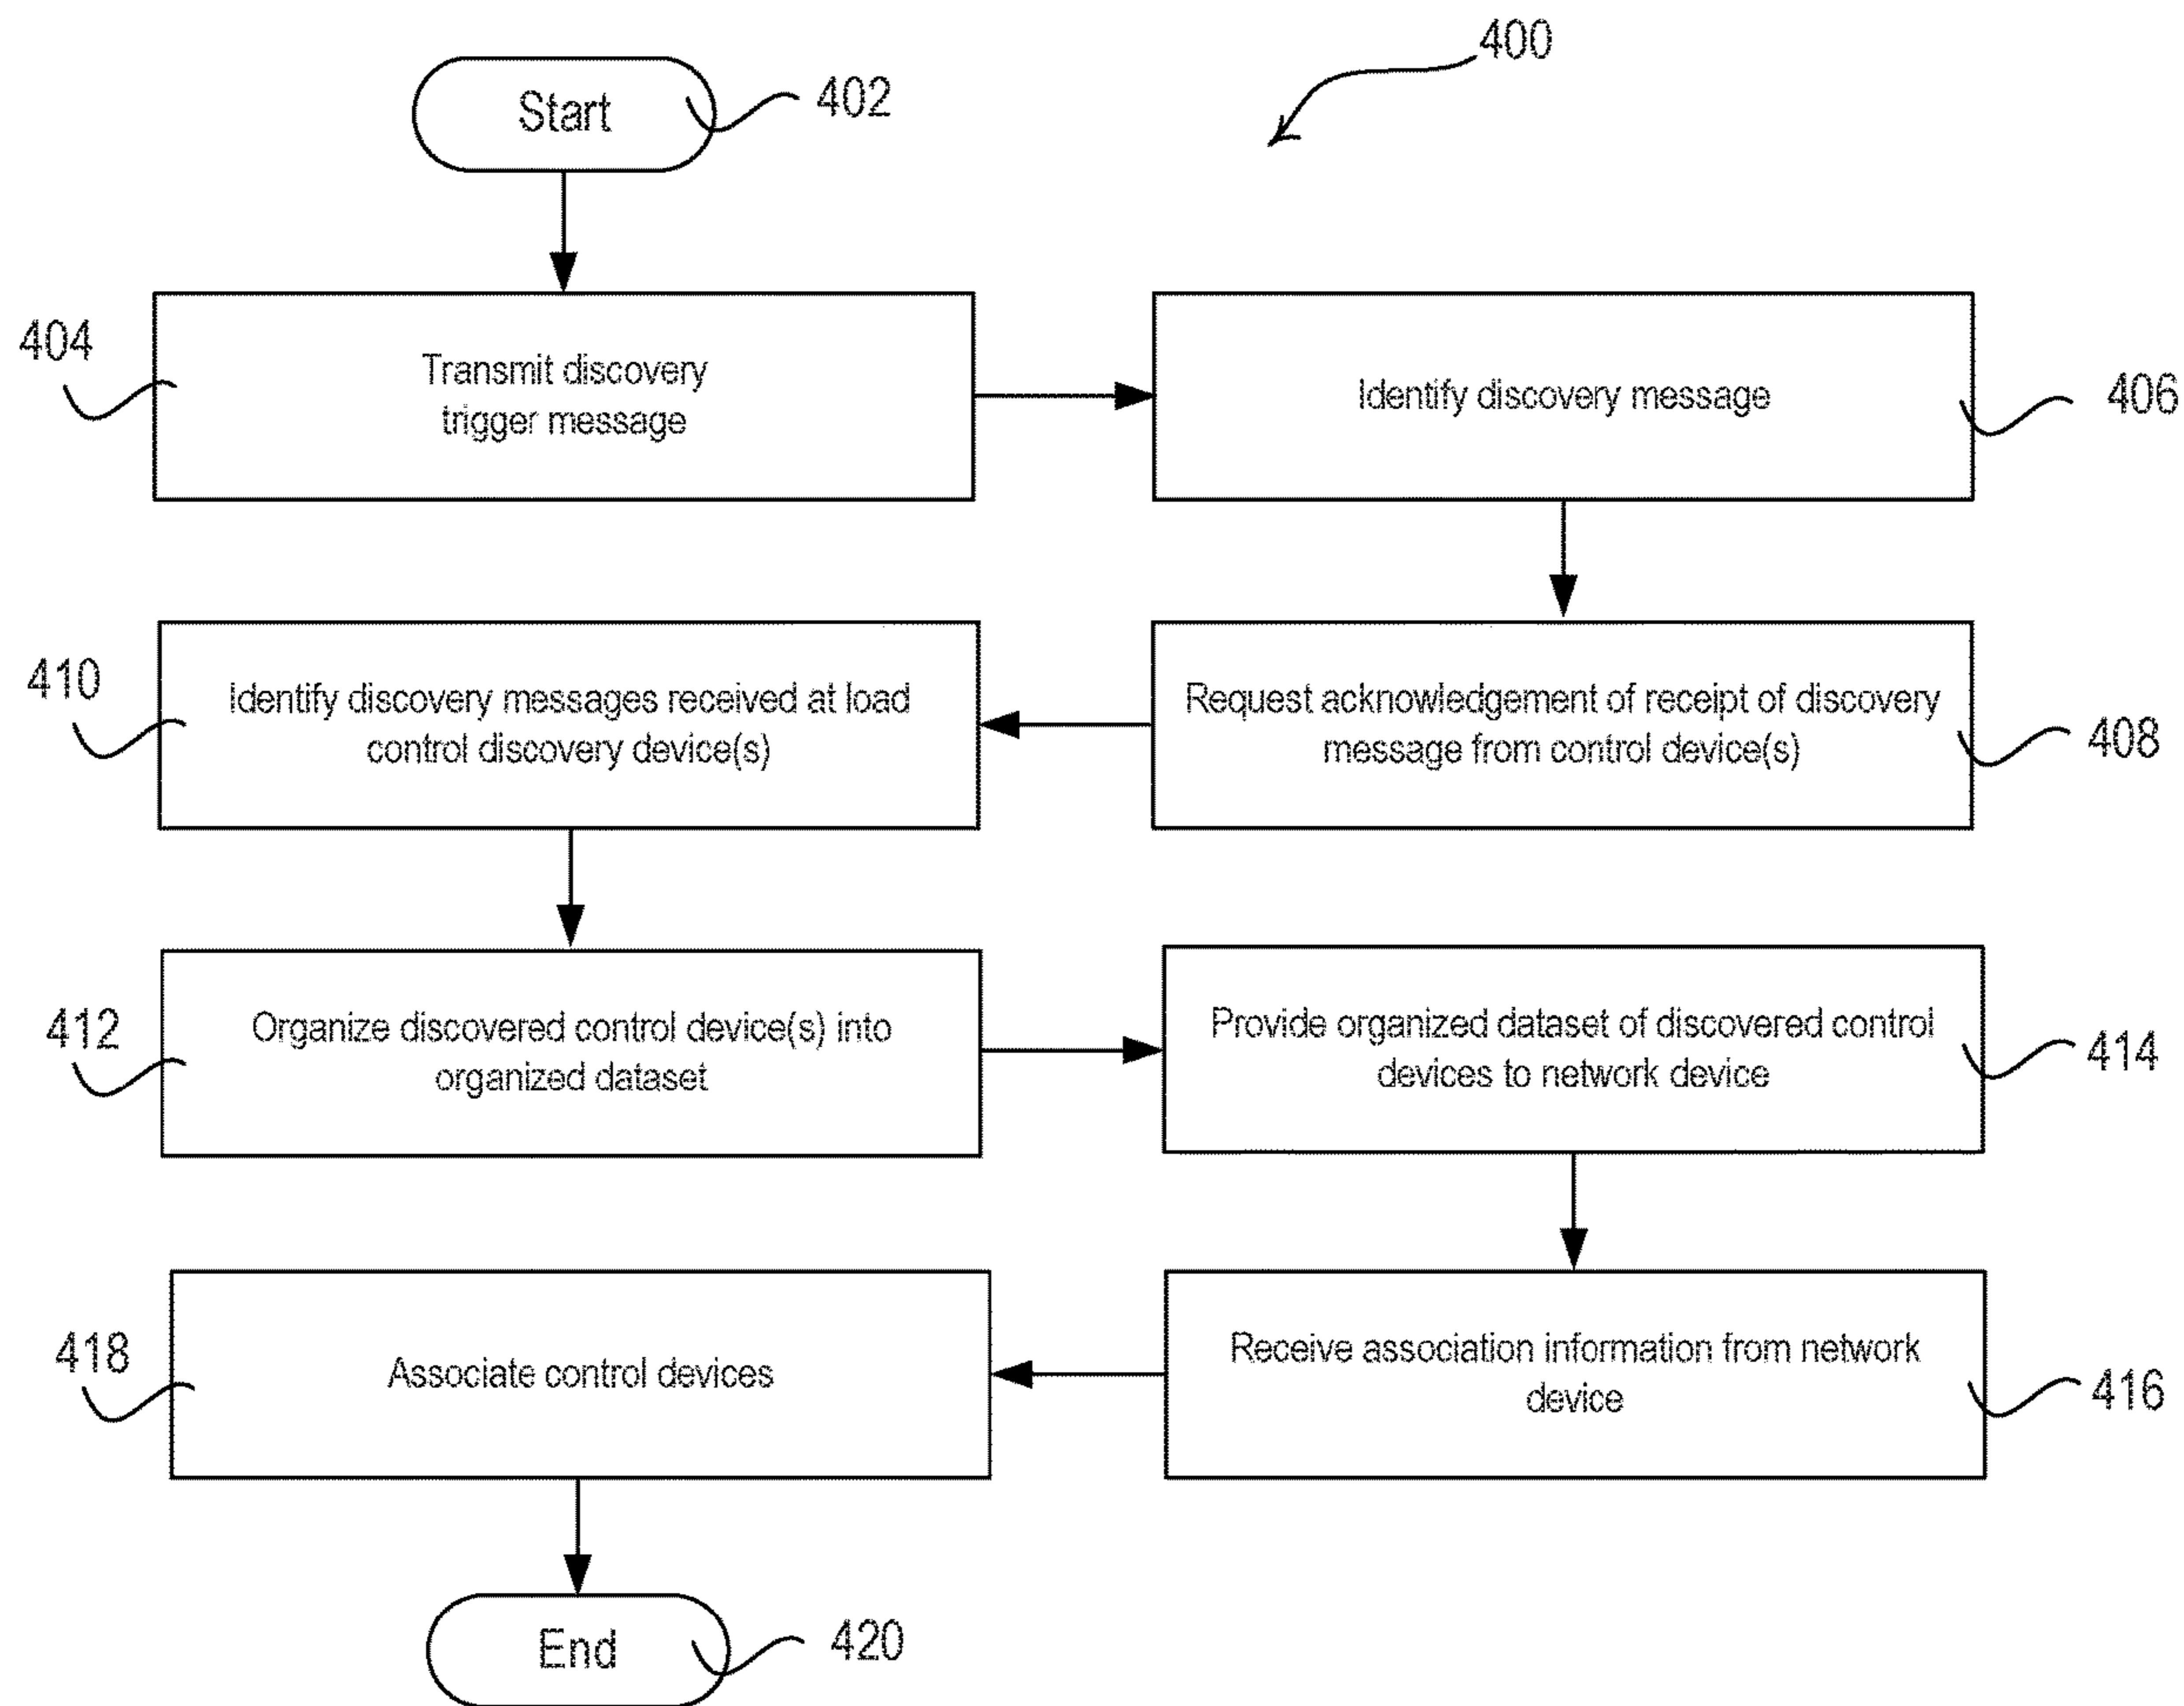 400
Start
402
404
Transmit discovery
trigger message
Identify discovery message
406
410
Identify discovery messages received at load
control discovery device(s)
Request acknowledgement of receipt of discovery
message from control device(s)
408
412
Organize discovered control device(s) into
organized dataset
Provide organized dataset of discovered control
devices to network device
414
418
Associate control devices
Receive association information from network
device
416
End
420